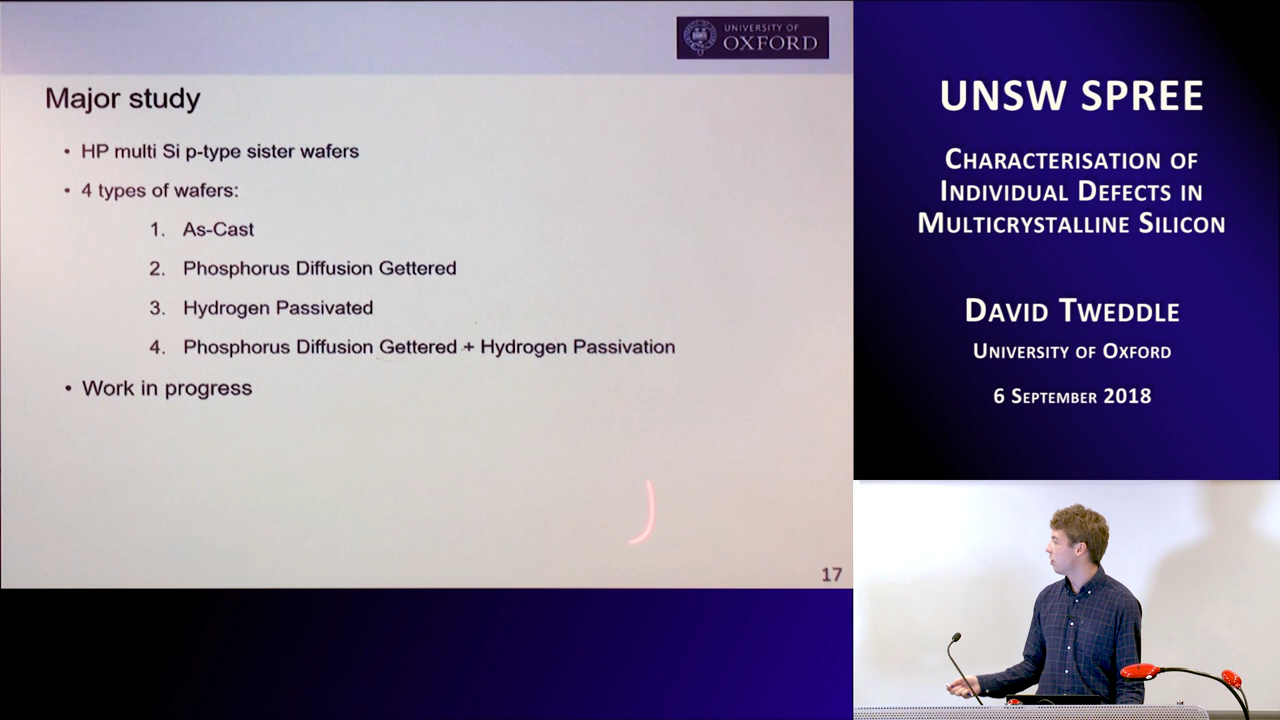 UNIVERSITY OF
OXFORD
Major study
• HP multi Si p-type sister wafers
• 4 types of wafers:
1. As-Cast
2. Phosphorus Diffusion Gettered
3. Hydrogen Passivated
4. Phosphorus Diffusion Gettered + Hydrogen Passivation
• Work in progress
17
UNSW SPREE
CHARACTERISATION OF
INDIVIDUAL DEFECTS IN
MULTICRYSTALLINE SILICON
DAVID TWEDDLE
UNIVERSITY OF OXFORD
6 SEPTEMBER 2018